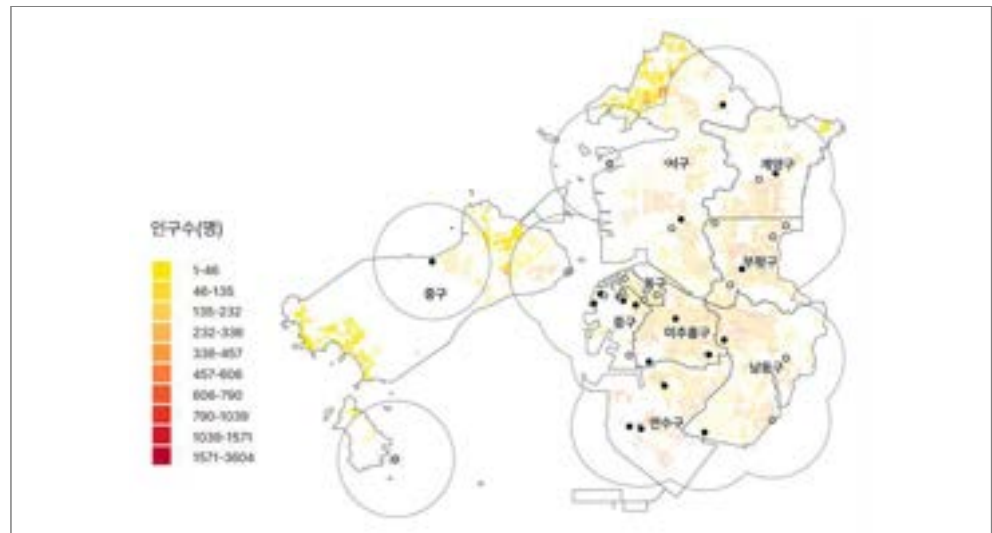 인구수(명)
1-46
46-135
135-232
232-338
338-457
457-606
606-790
790-1039
1039-1571
1571-3604
서구
계양구
부평구
중구
동구
중구
미추홀구
남동구
연수구